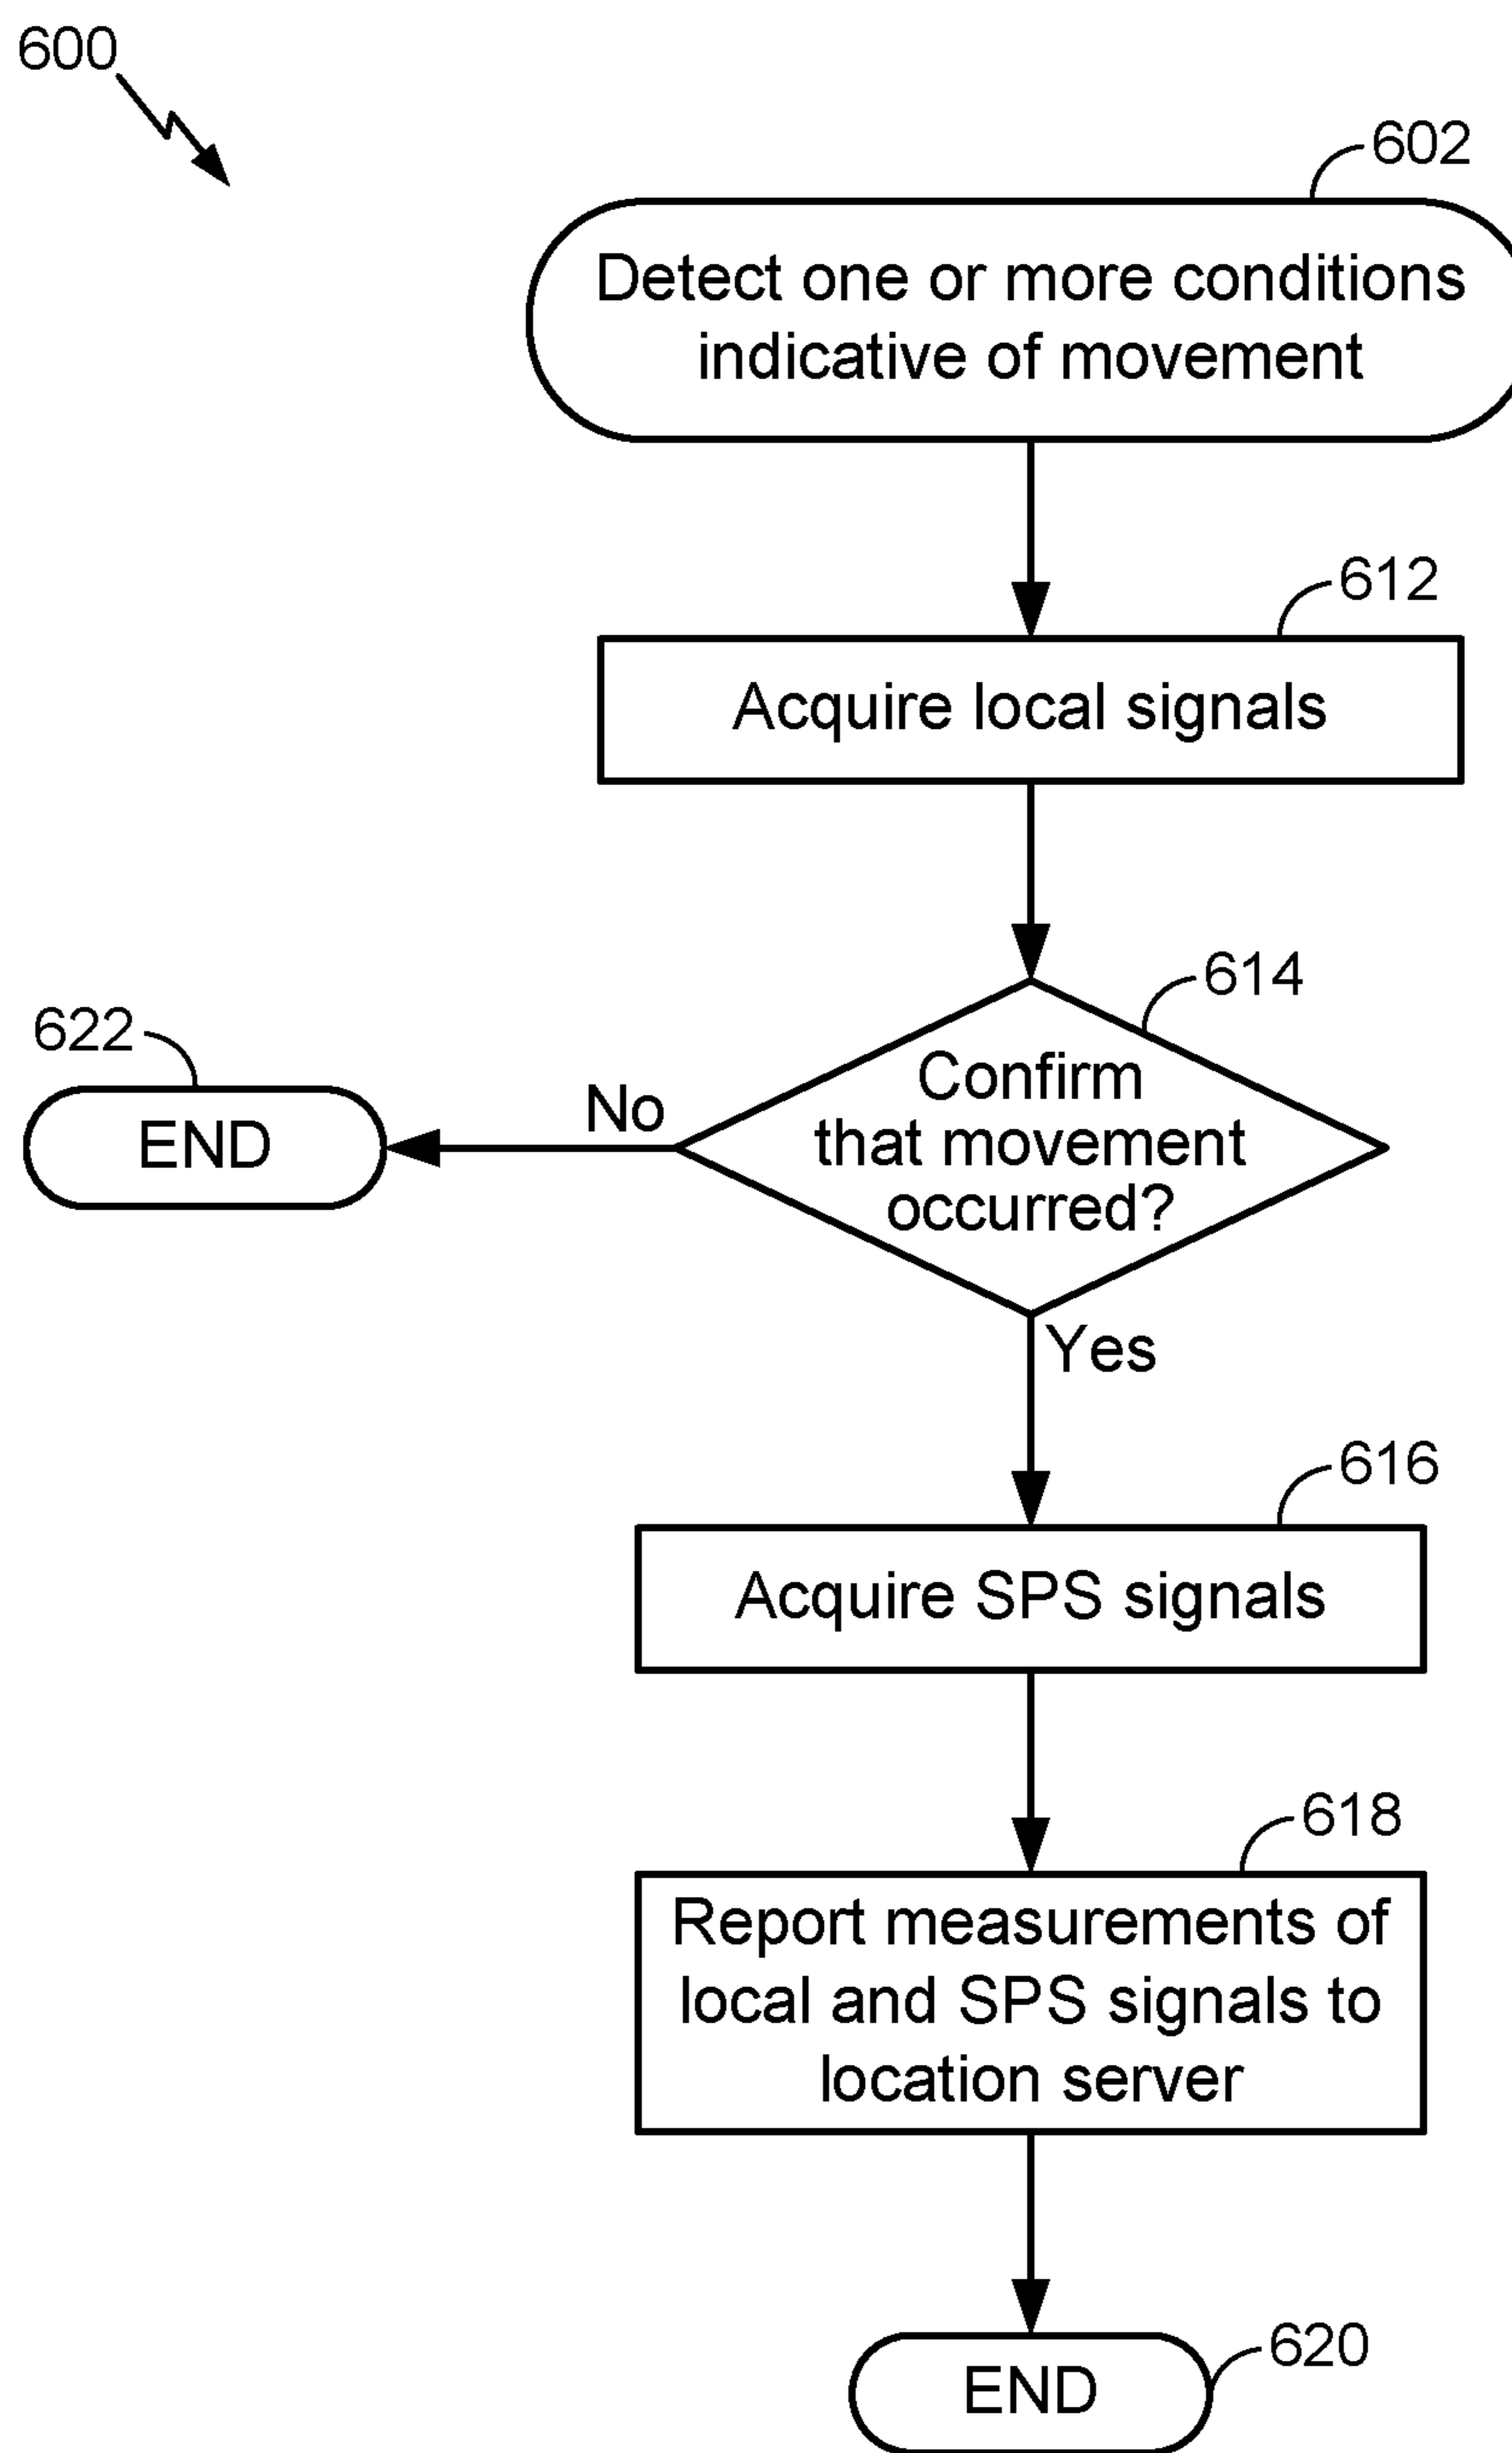 600
602
Detect one or more conditions
indicative of movement
612
Acquire local signals
614
Confirm
that movement
occurred?
622
END
No
Yes
616
Acquire SPS signals
618
Report measurements of
local and SPS signals to
location server
620
END